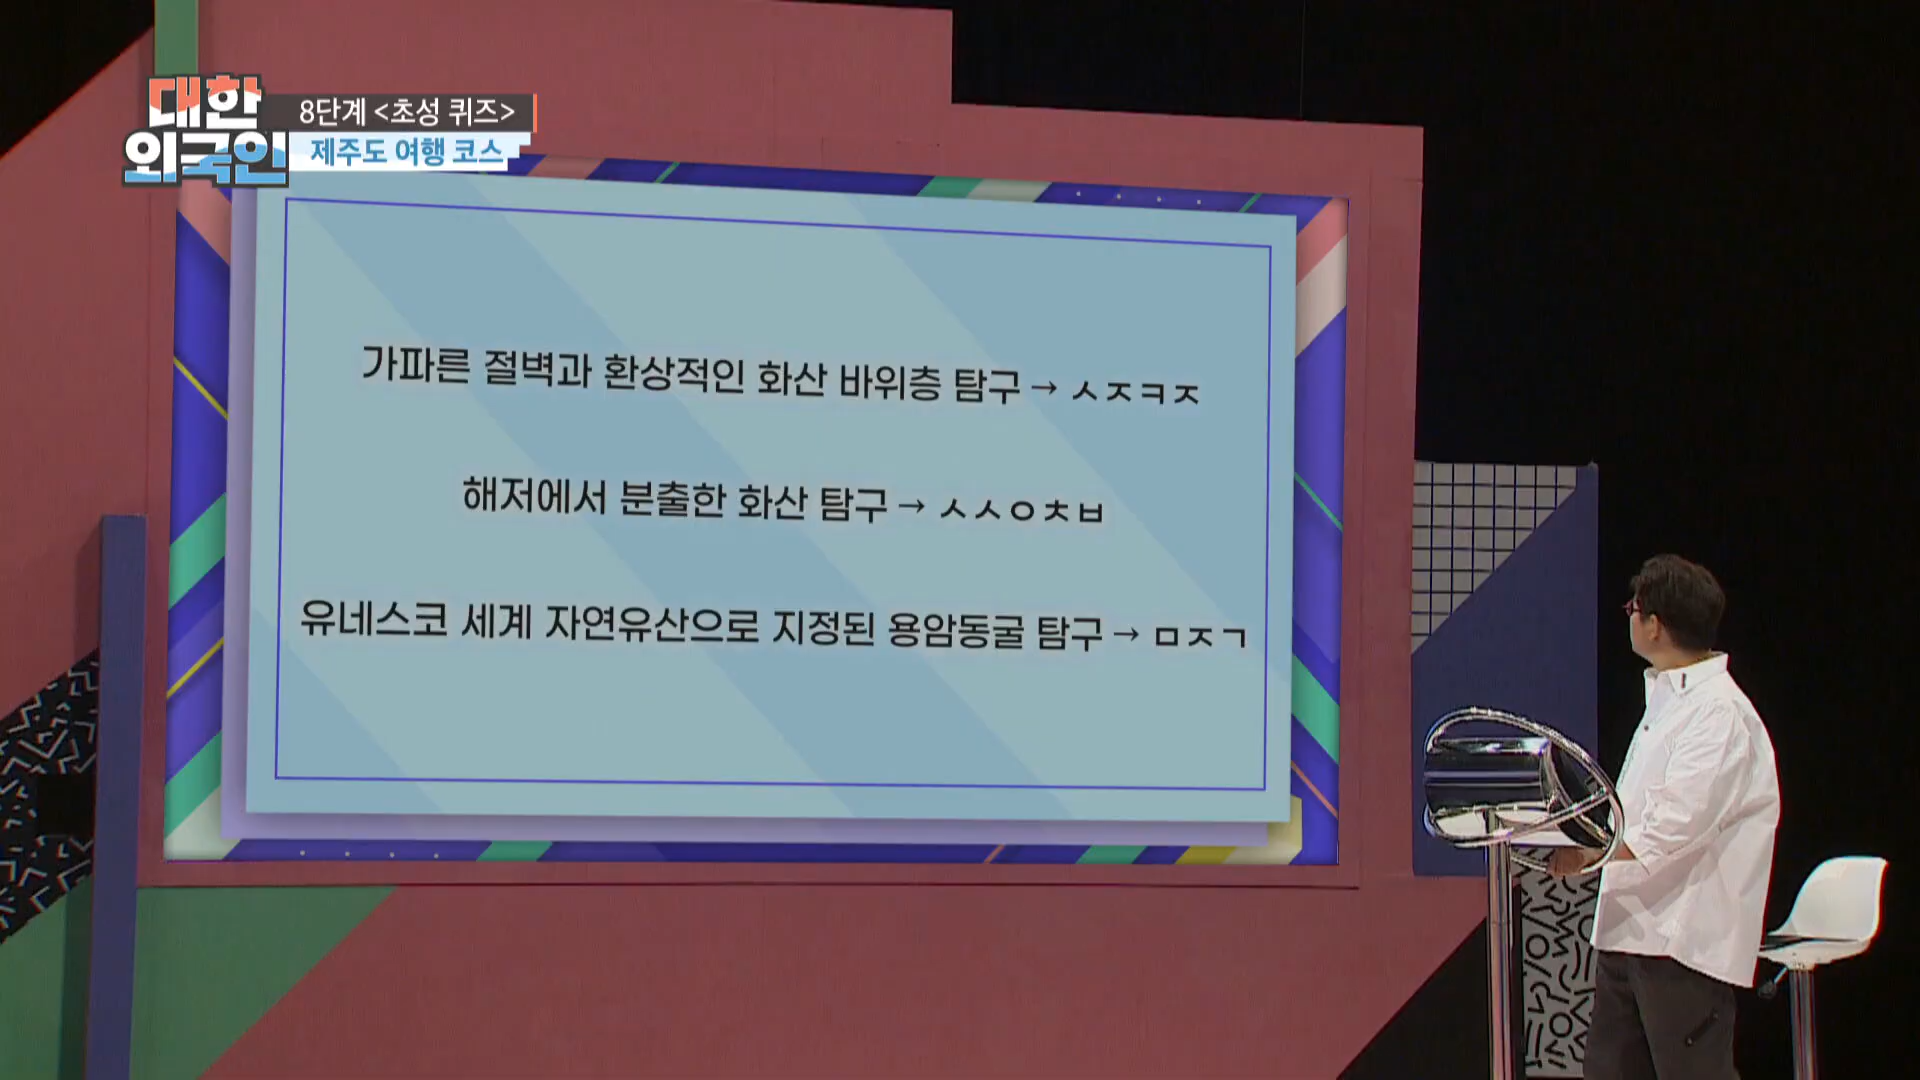 대한
외국인
8단계 <초성 퀴즈>
제주도 여행 코스
가파른 절벽과 환상적인 화산 바위층 탐구→ㅅㅈㅋㅈ
해저에서 분출한 화산 탐구→ㅅㅅㅇㅊㅂ
유네스코 세계 자연유산으로 지정된 용암동굴 탐구→ㅁㅈㄱ